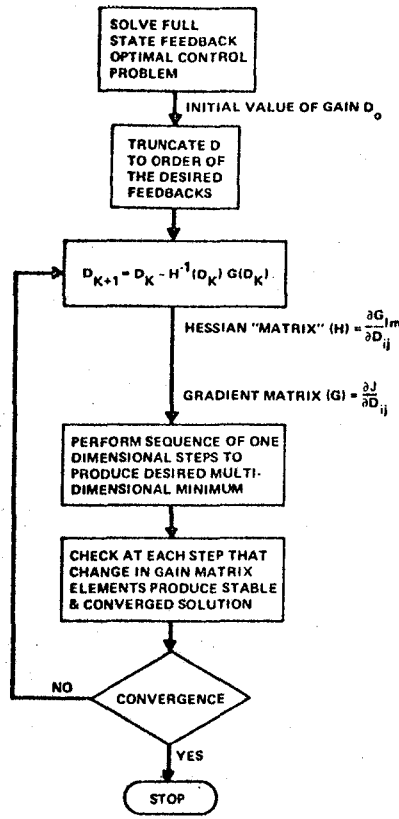 SOLVE FULL
STATE FEEDBACK
OPTIMAL CONTROL
PROBLEM
INITIAL VALUE OF GAIN D_o
TRUNCATE D
TO ORDER OF
THE DESIRED
FEEDBACKS
D_{K+1} = D_K - H^{-1}(D_K) G(D_K)
HESSIAN "MATRIX" (H) = ∂G_{lm}/∂D_{ij}
GRADIENT MATRIX (G) = ∂J/∂D_{ij}
PERFORM SEQUENCE OF ONE
DIMENSIONAL STEPS TO
PRODUCE DESIRED MULTI-
DIMENSIONAL MINIMUM
CHECK AT EACH STEP THAT
CHANGE IN GAIN MATRIX
ELEMENTS PRODUCE STABLE
& CONVERGED SOLUTION
NO
CONVERGENCE
YES
STOP